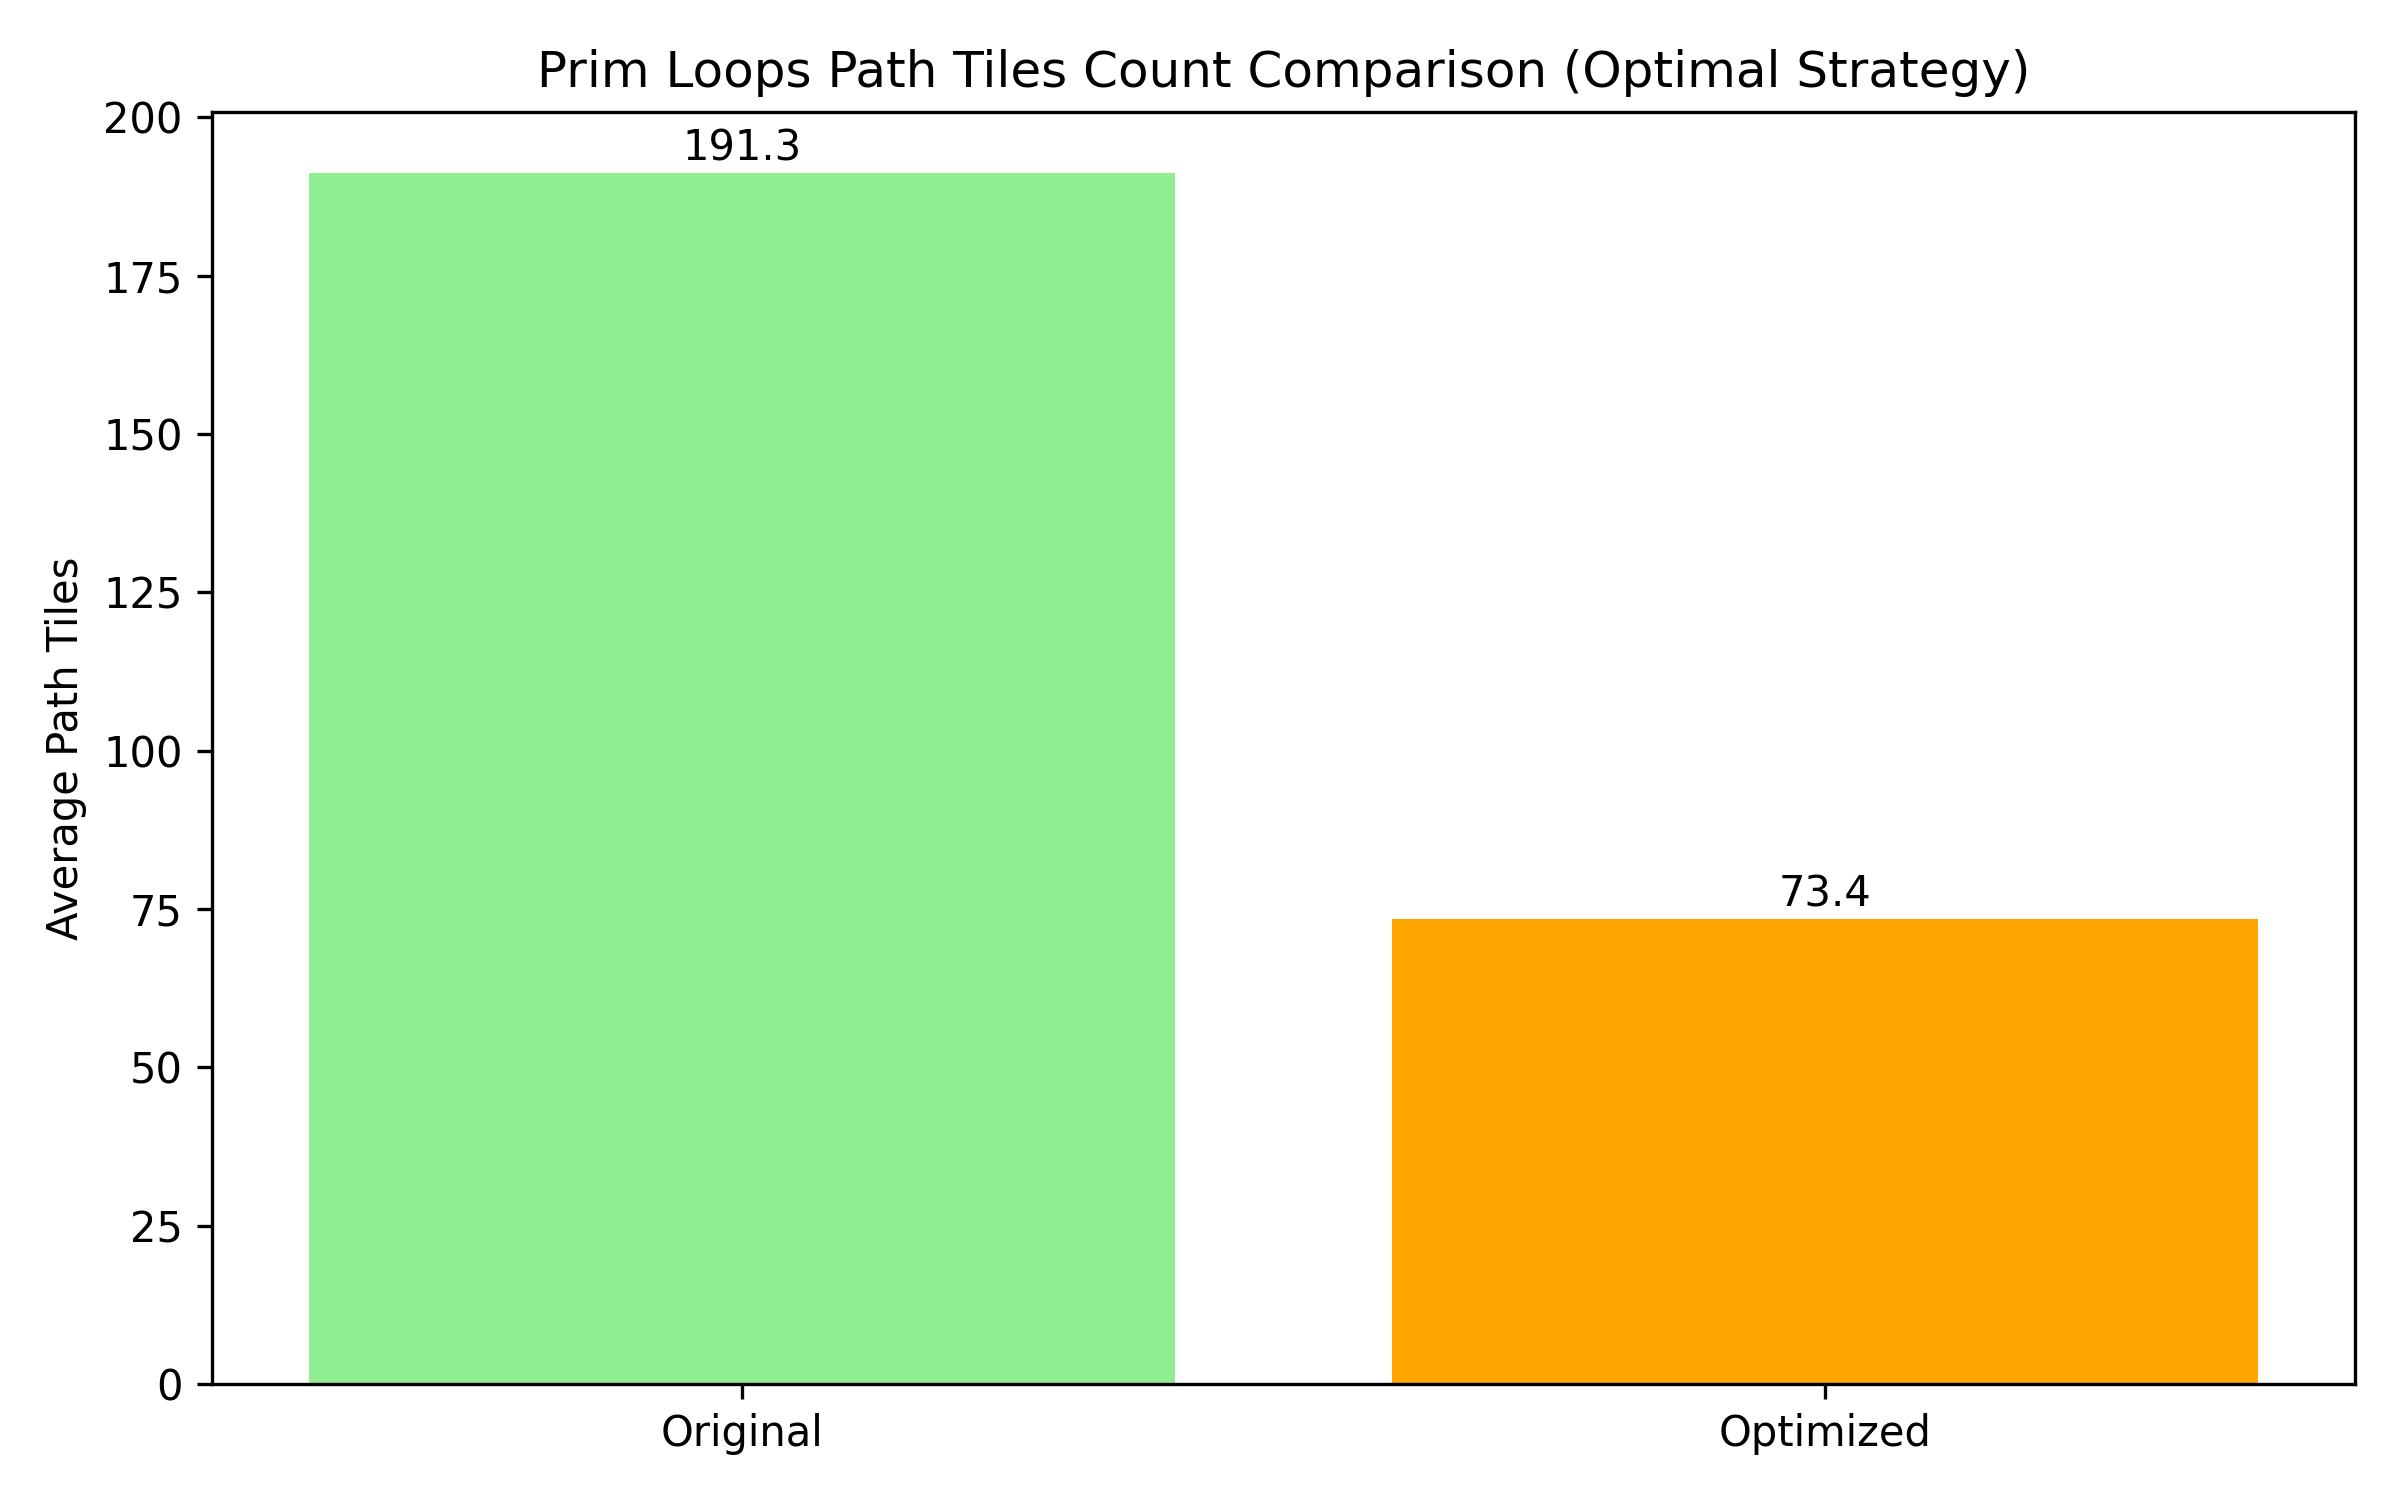 Prim Loops Path Tiles Count Comparison (Optimal Strategy)
200
191.3
175
150
125
100
75
73.4
50
25
0
Average Path Tiles
Original
Optimized